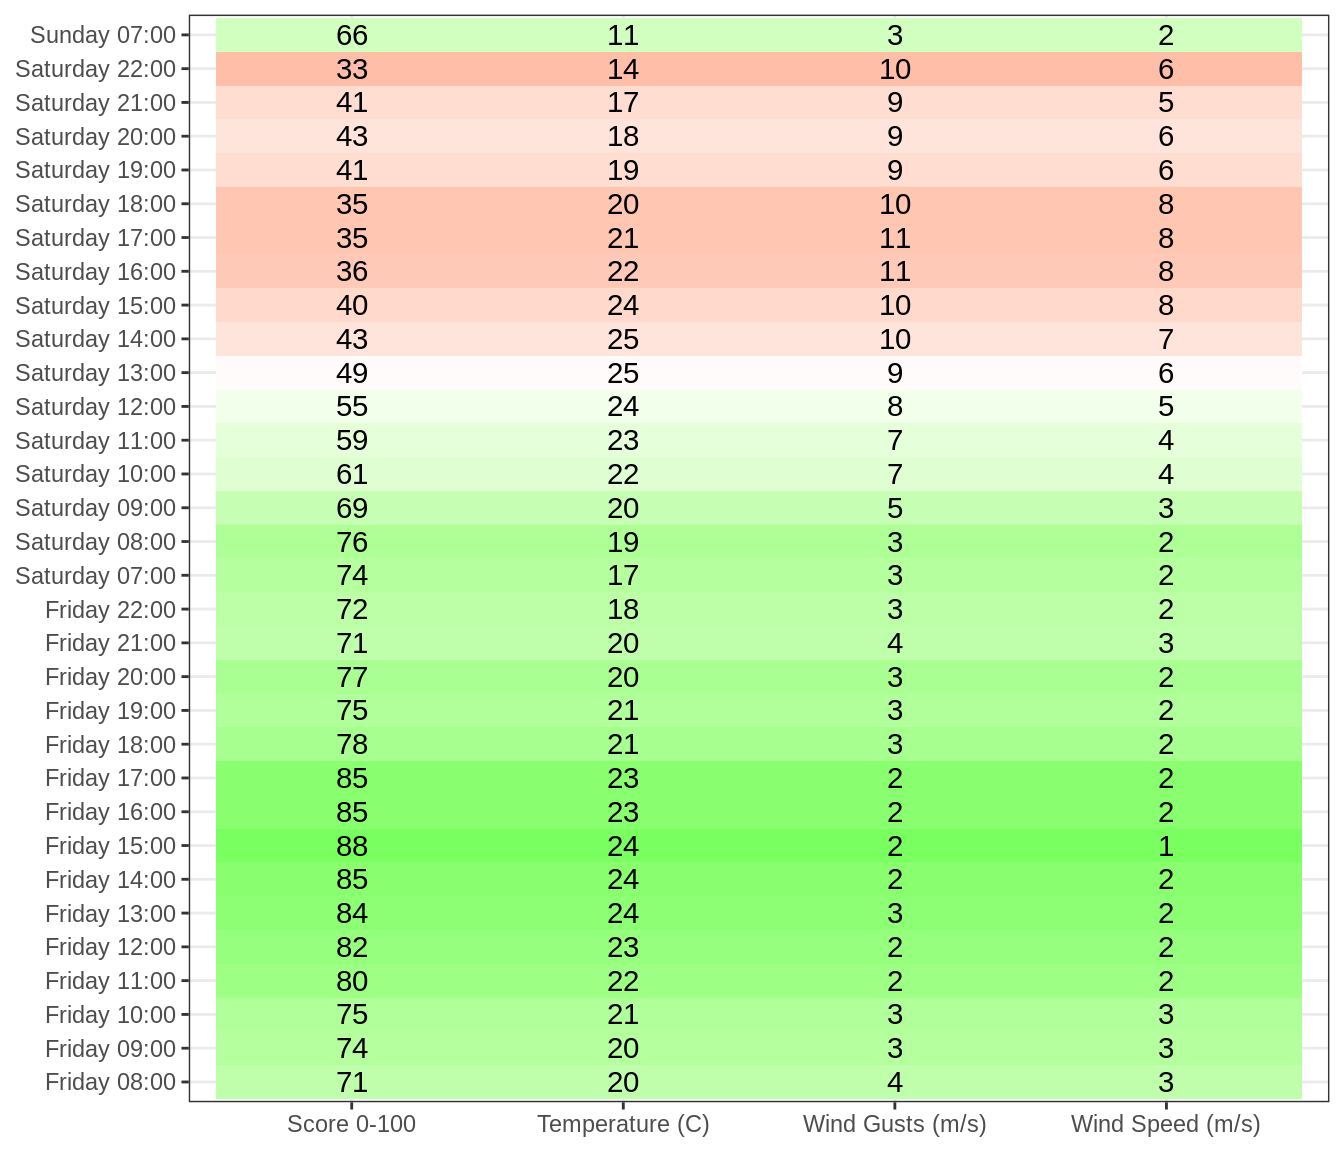 Sunday 07:00 66 11 3 2
Saturday 22:00 33 14 10 6
Saturday 21:00 41 17 9 5
Saturday 20:00 43 18 9 6
Saturday 19:00 41 19 9 6
Saturday 18:00 35 20 10 8
Saturday 17:00 35 21 11 8
Saturday 16:00 36 22 11 8
Saturday 15:00 40 24 10 8
Saturday 14:00 43 25 10 7
Saturday 13:00 49 25 9 6
Saturday 12:00 55 24 8 5
Saturday 11:00 59 23 7 4
Saturday 10:00 61 22 7 4
Saturday 09:00 69 20 5 3
Saturday 08:00 76 19 3 2
Saturday 07:00 74 17 3 2
Friday 22:00 72 18 3 2
Friday 21:00 71 20 4 3
Friday 20:00 77 20 3 2
Friday 19:00 75 21 3 2
Friday 18:00 78 21 3 2
Friday 17:00 85 23 2 2
Friday 16:00 85 23 2 2
Friday 15:00 88 24 2 1
Friday 14:00 85 24 2 2
Friday 13:00 84 24 3 2
Friday 12:00 82 23 2 2
Friday 11:00 80 22 2 2
Friday 10:00 75 21 3 3
Friday 09:00 74 20 3 3
Friday 08:00 71 20 4 3
Score 0-100 Temperature (C) Wind Gusts (m/s) Wind Speed (m/s)